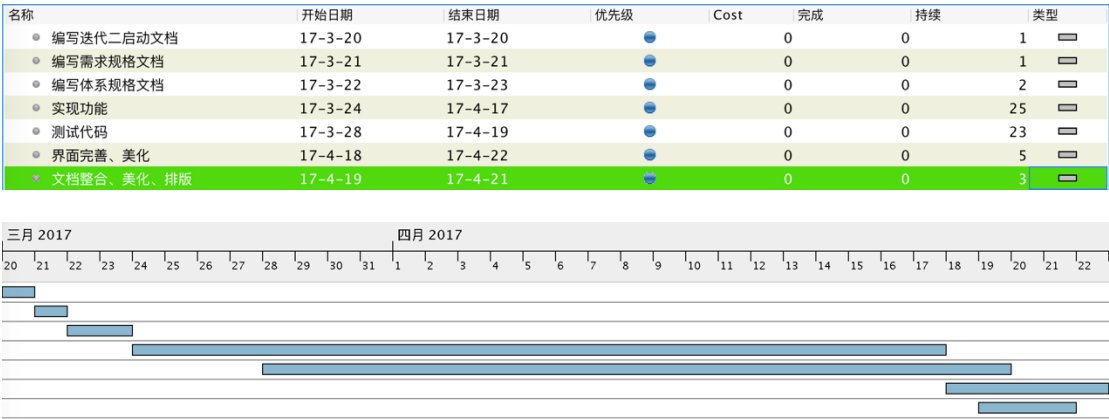 名称 开始日期 结束日期 优先级 Cost 完成 持续 类型
编写迭代二启动文档 17-3-20 17-3-20 0 0 1
编写需求规格文档 17-3-21 17-3-21 0 0 1
编写体系规格文档 17-3-22 17-3-23 0 0 2
实现功能 17-3-24 17-4-17 0 0 25
测试代码 17-3-28 17-4-19 0 0 23
界面完善、美化 17-4-18 17-4-22 0 0 5
文档整合、美化、排版 17-4-19 17-4-21 0 0 3
三月 2017 四月 2017
20 21 22 23 24 25 26 27 28 29 30 31 1 2 3 4 5 6 7 8 9 10 11 12 13 14 15 16 17 18 19 20 21 22